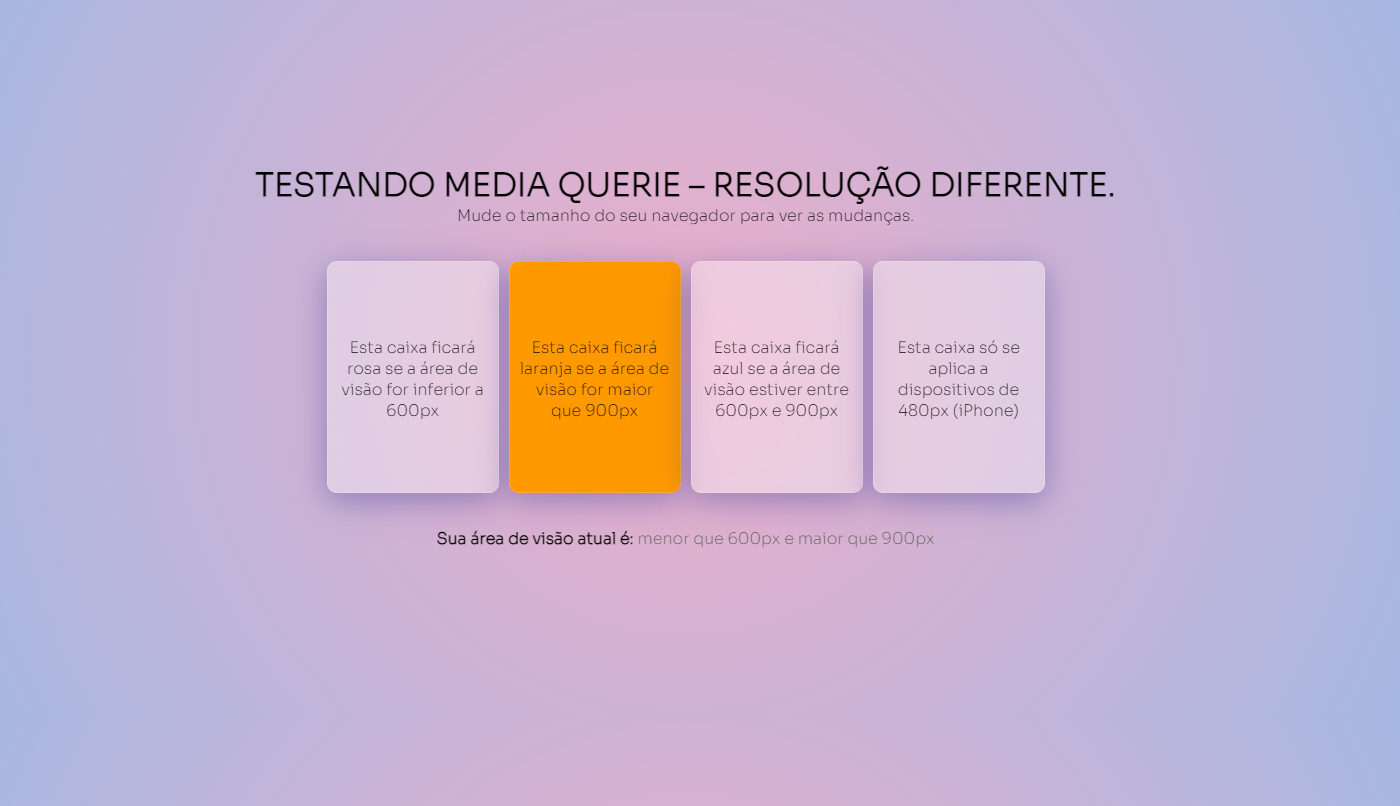 TESTANDO MEDIA QUERIE – RESOLUÇÃO DIFERENTE.
Mude o tamanho do seu navegador para ver as mudanças.
Esta caixa ficará
rosa se a área de
visão for inferior a
600px
Esta caixa ficará
laranja se a área de
visão for maior
que 900px
Esta caixa ficará
azul se a área de
visão estiver entre
600px e 900px
Esta caixa só se
aplica a
dispositivos de
480px (iPhone)
Sua área de visão atual é: menor que 600px e maior que 900px